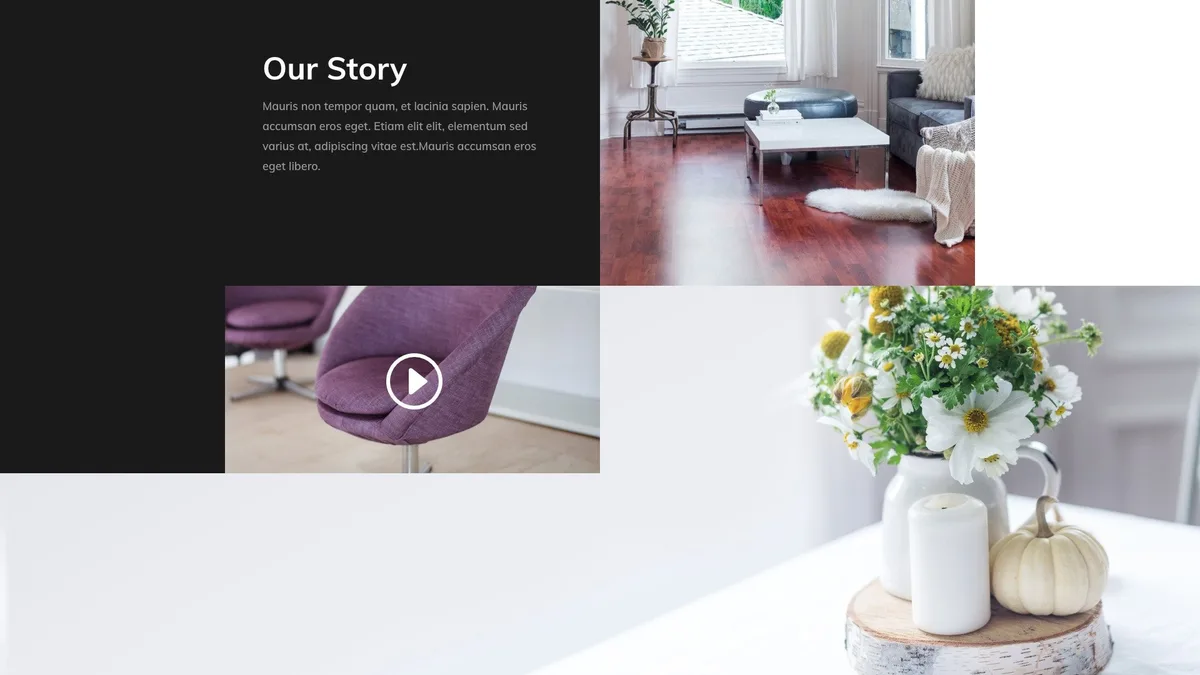 Our Story
Mauris non tempor quam, et lacinia sapien. Mauris
accumsan eros eget. Etiam elit elit, elementum sed
varius at, adipiscing vitae est.Mauris accumsan eros
eget libero.